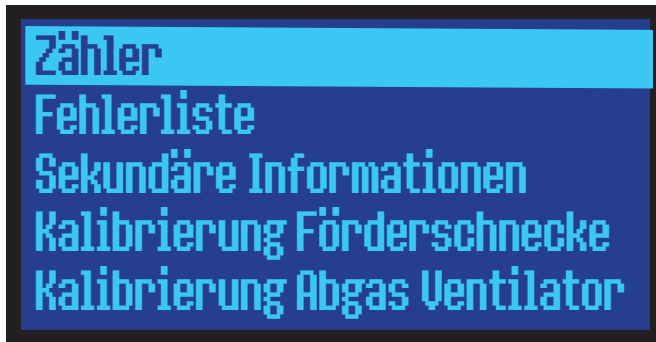 Zähler
Fehlerliste
Sekundäre Informationen
Kalibrierung Förderschnecke
Kalibrierung Abgas Ventilator